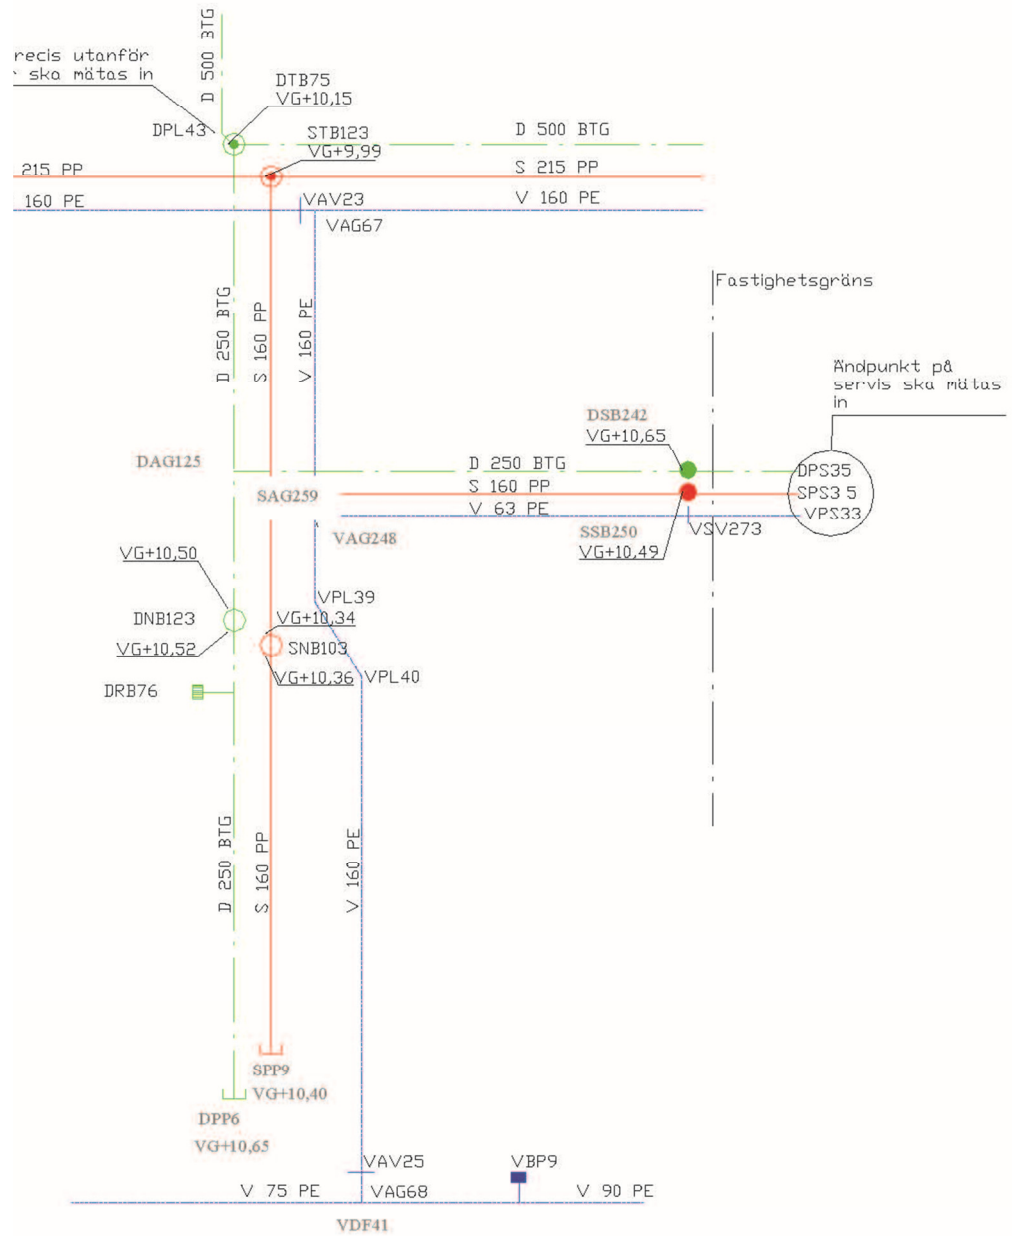 D 500 BTG
recis utanför
ska mätas in
DTB75
VG+10,15
DPL43
STB123
VG+9,99
D 500 BTG
215 PP
S 215 PP
160 PE
VAV23
V 160 PE
VAG67
Fastighetsgräns
D 250 BTG
S 160 PP
V 160 PE
Ändpunkt på
servis ska mätas
in
DSB242
VG+10,65
DAG125
D 250 BTG
DPS35
SAG259
S 160 PP
SPS3 5
V 63 PE
VPS33
VAG248
SSB250
VSV273
VG+10,49
VG+10,50
VPL39
DNB123
VG+10,34
VG+10,52
SNB103
VG+10,36
VPL40
DRB76
D 250 BTG
S 160 PP
V 160 PE
SPP9
VG+10,40
DPP6
VG+10,65
VAV25
VBP9
V 75 PE
VAG68
V 90 PE
VDF41